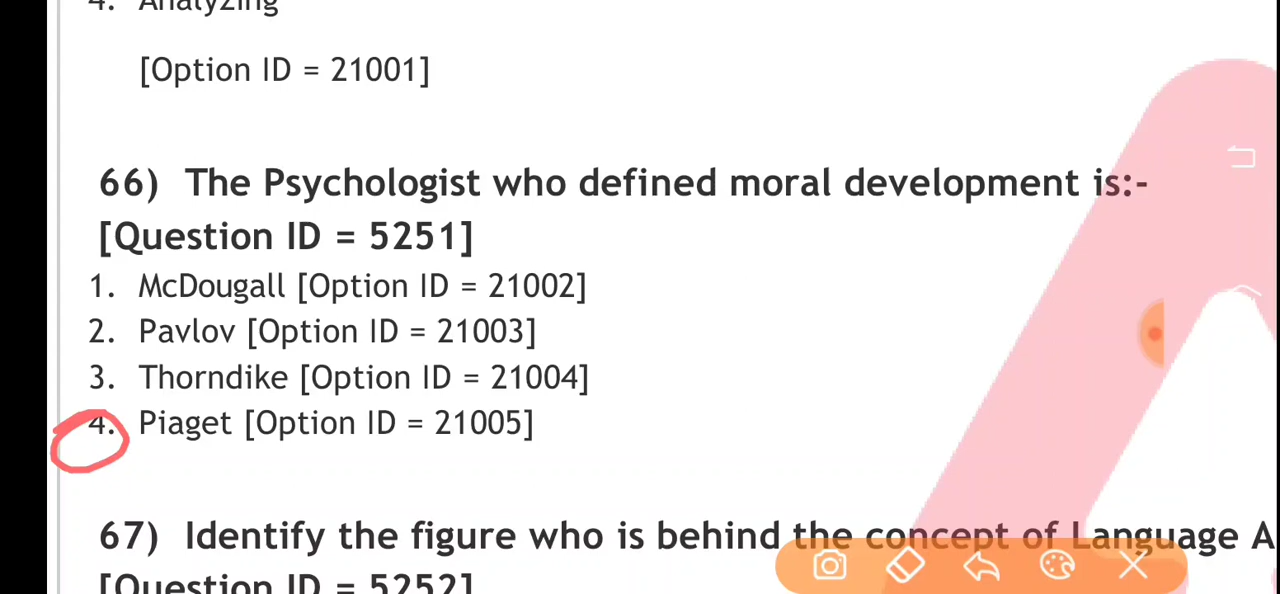 4. Analyzing
[Option ID = 21001]
66) The Psychologist who defined moral development is:-
[Question ID = 5251]
1. McDougall [Option ID = 21002]
2. Pavlov [Option ID = 21003]
3. Thorndike [Option ID = 21004]
4. Piaget [Option ID = 21005]
67) Identify the figure who is behind the concept of Language A
[Question ID = 5252]